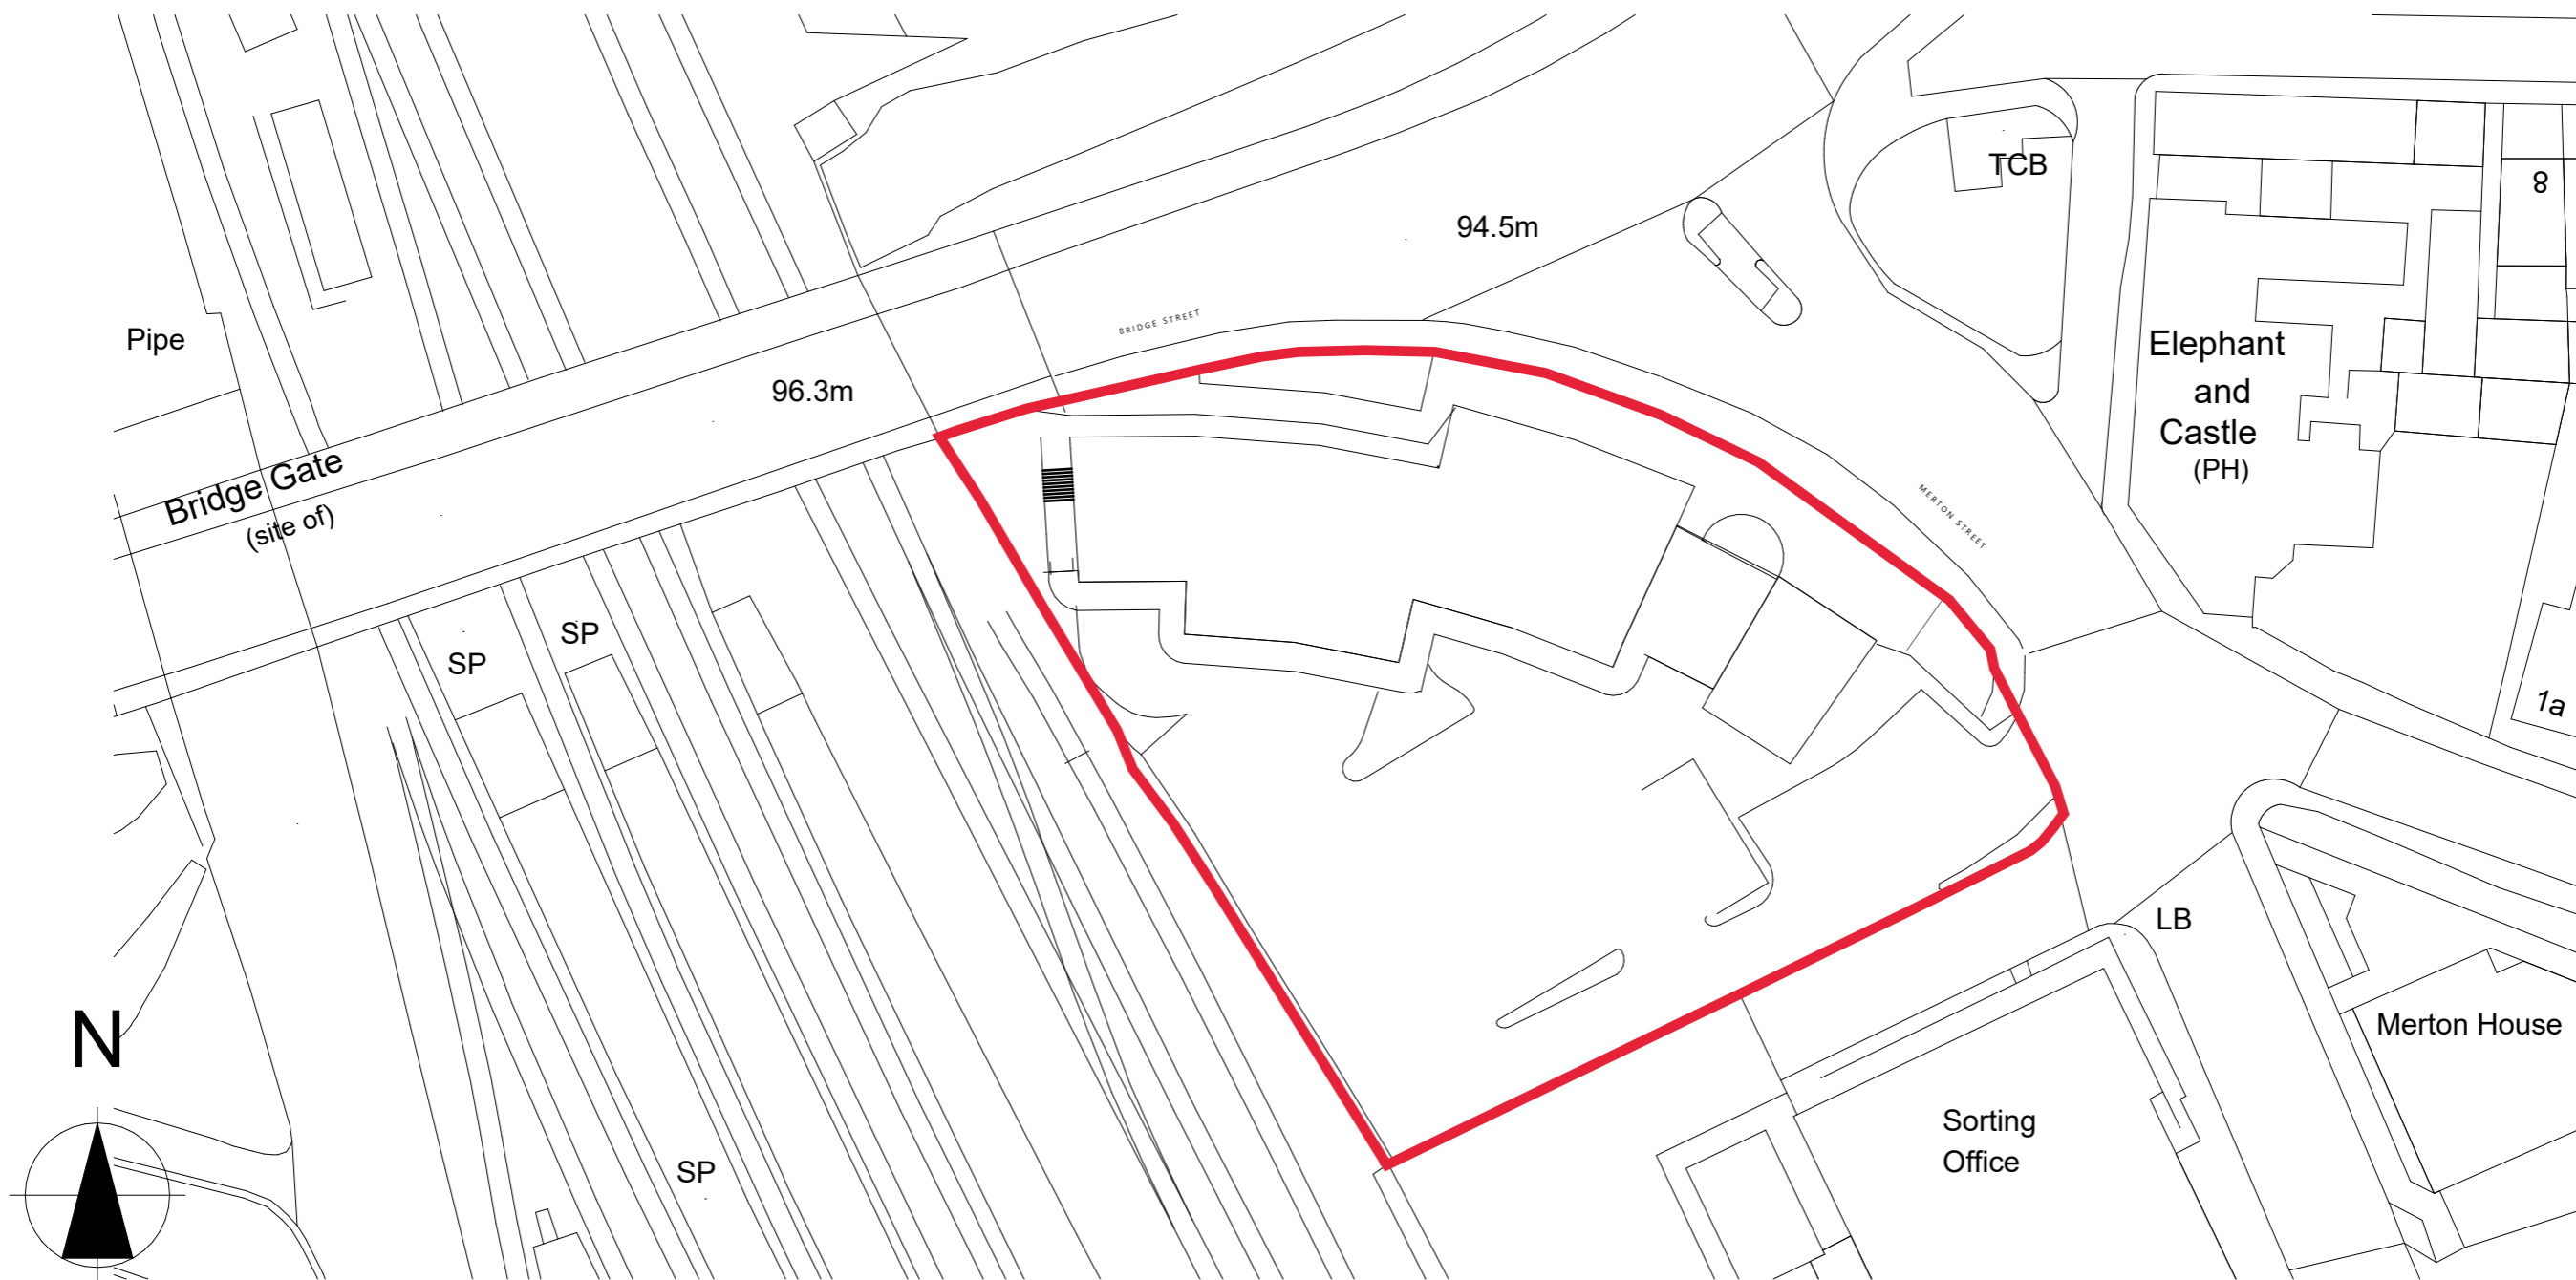 TCB
8
94.5m
BRIDGE STREET
Pipe
Elephant
and
Castle
(PH)
96.3m
Bridge Gate
(site of)
MERTON STREET
SP
SP
1a
LB
N
Merton House
Sorting
Office
SP